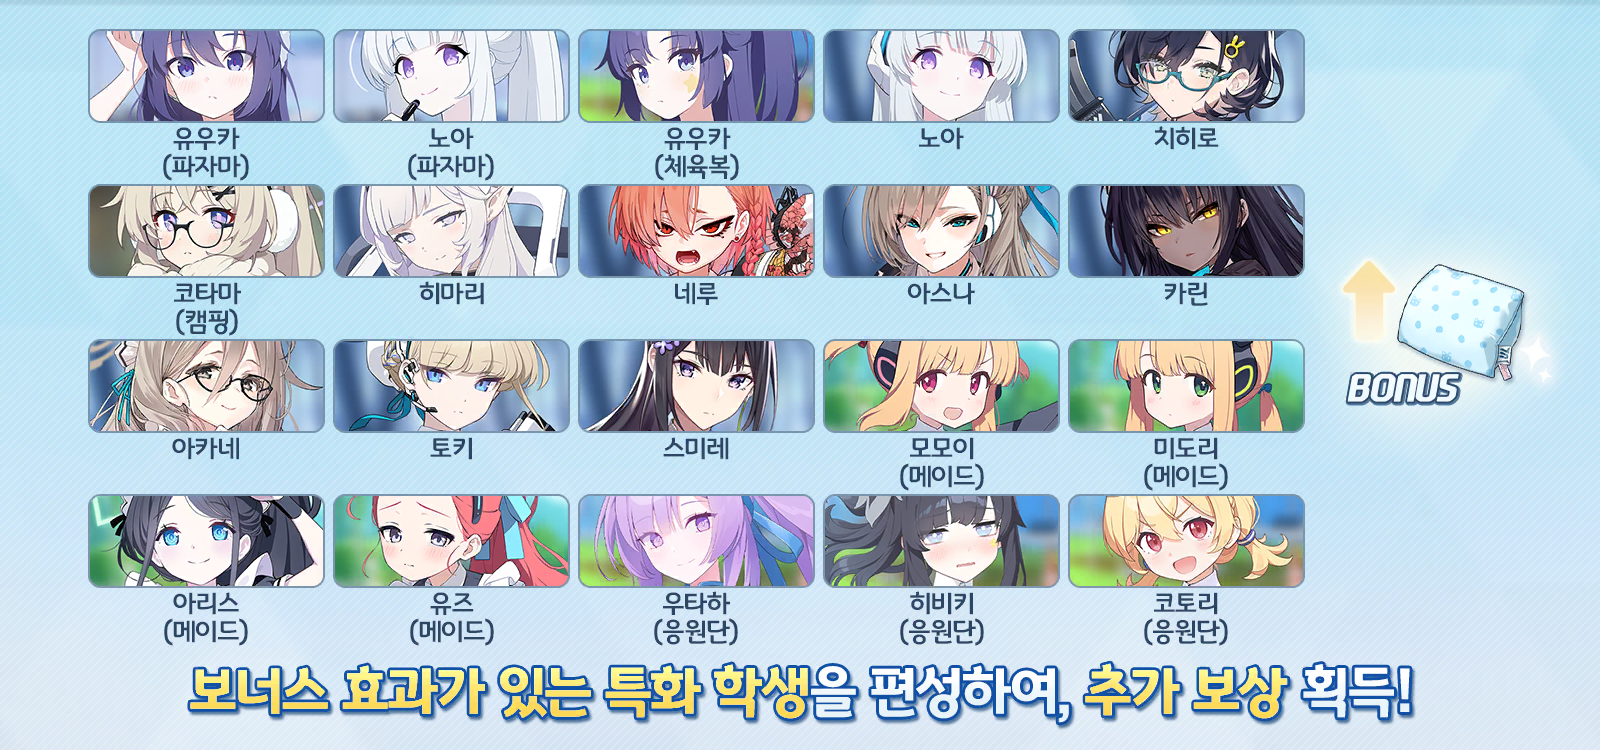 유우카
(파자마)
노아
(파자마)
유우카
(체육복)
노아
치히로
코타마
(캠핑)
히마리
네루
아스나
카린
아카네
토키
스미레
모모이
(메이드)
미도리
(메이드)
아리스
(메이드)
유즈
(메이드)
우타하
(응원단)
히비키
(응원단)
코토리
(응원단)
BONUS
보너스 효과가 있는 특화 학생을 편성하여, 추가 보상 획득!